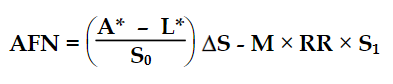 AFN = (A* – L* / S₀) ΔS - M × RR × S₁